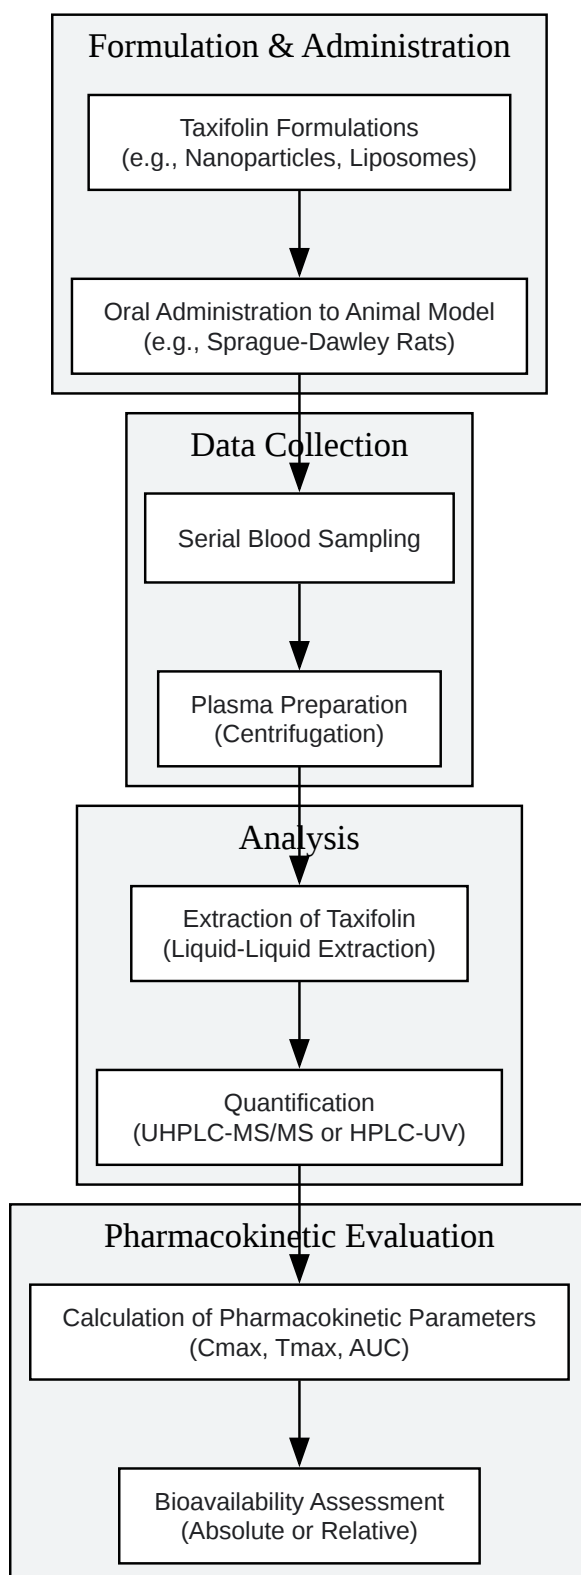 Formulation & Administration
Taxifolin Formulations
(e.g., Nanoparticles, Liposomes)
Oral Administration to Animal Model
(e.g., Sprague-Dawley Rats)
Data Collection
Serial Blood Sampling
Plasma Preparation
(Centrifugation)
Analysis
Extraction of Taxifolin
(Liquid-Liquid Extraction)
Quantification
(UHPLC-MS/MS or HPLC-UV)
Pharmacokinetic Evaluation
Calculation of Pharmacokinetic Parameters
(Cmax, Tmax, AUC)
Bioavailability Assessment
(Absolute or Relative)